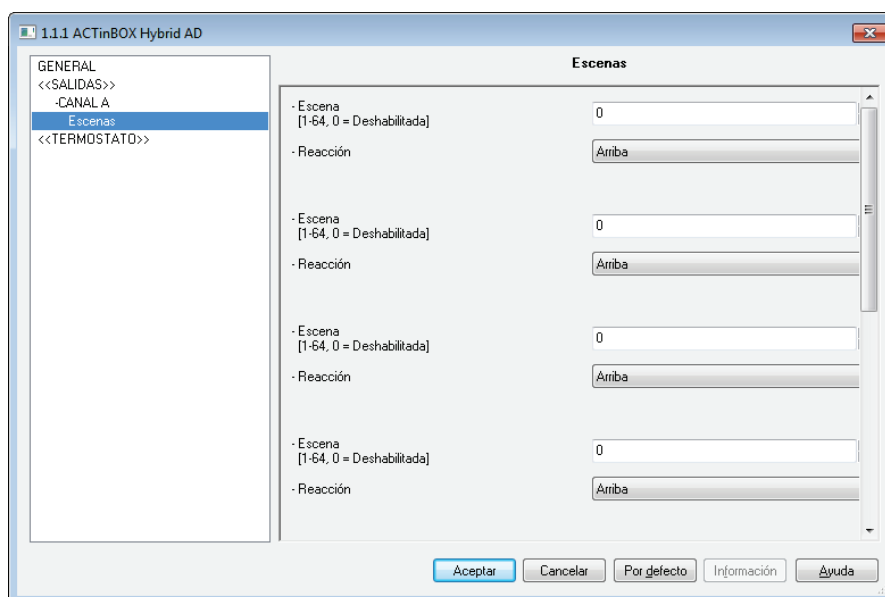 1.1.1 ACTinBOX Hybrid AD
GENERAL
<<SALIDAS>>
-CANAL A
Escenas
<<TERMOSTATO>>
Escenas
- Escena
[1-64, 0 = Deshabilitada]
0
- Reacción
Arriba
- Escena
[1-64, 0 = Deshabilitada]
0
- Reacción
Arriba
- Escena
[1-64, 0 = Deshabilitada]
0
- Reacción
Arriba
- Escena
[1-64, 0 = Deshabilitada]
0
- Reacción
Arriba
Aceptar
Cancelar
Por defecto
Información
Ayuda